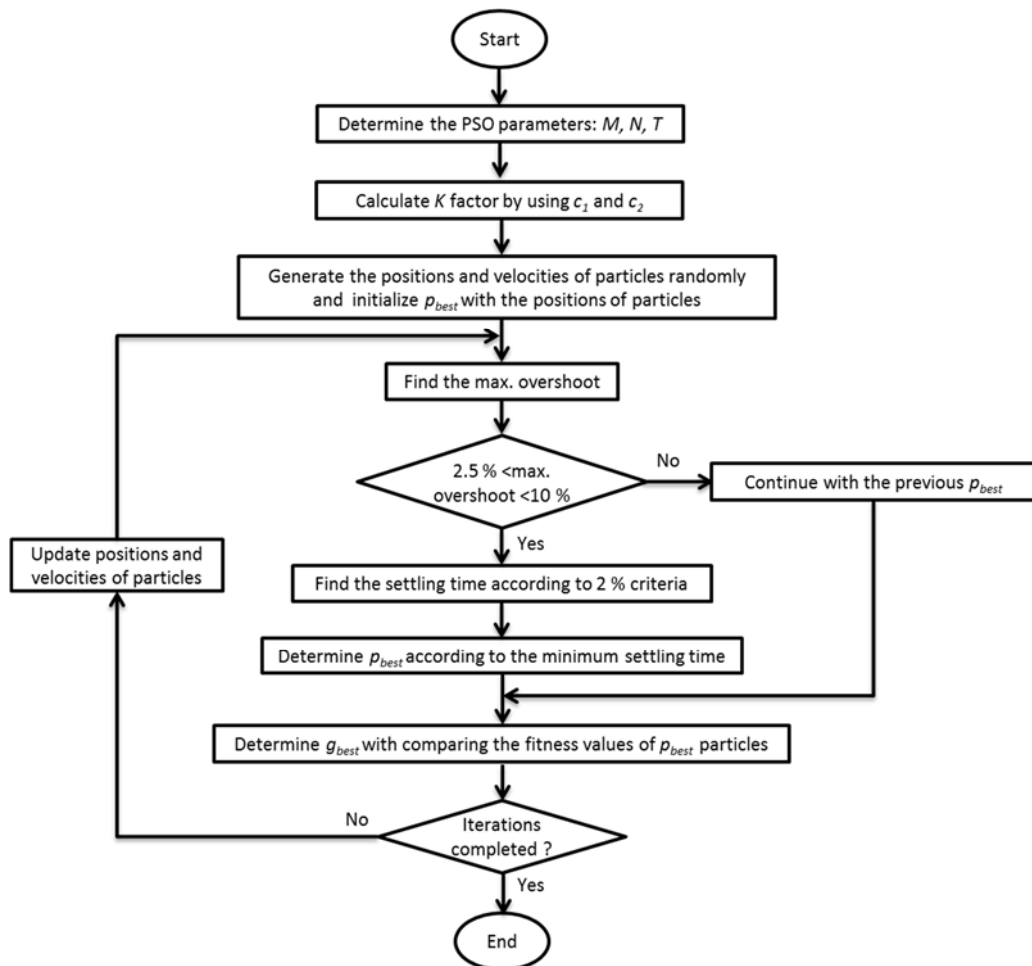 Start
Determine the PSO parameters: M, N, T
Calculate K factor by using c1 and c2
Generate the positions and velocities of particles randomly
and initialize pbest with the positions of particles
Find the max. overshoot
2.5 % <max.
overshoot <10 %
No
Continue with the previous pbest
Yes
Update positions and
velocities of particles
Find the settling time according to 2 % criteria
Determine pbest according to the minimum settling time
Determine gbest with comparing the fitness values of pbest particles
No
Iterations
completed ?
Yes
End